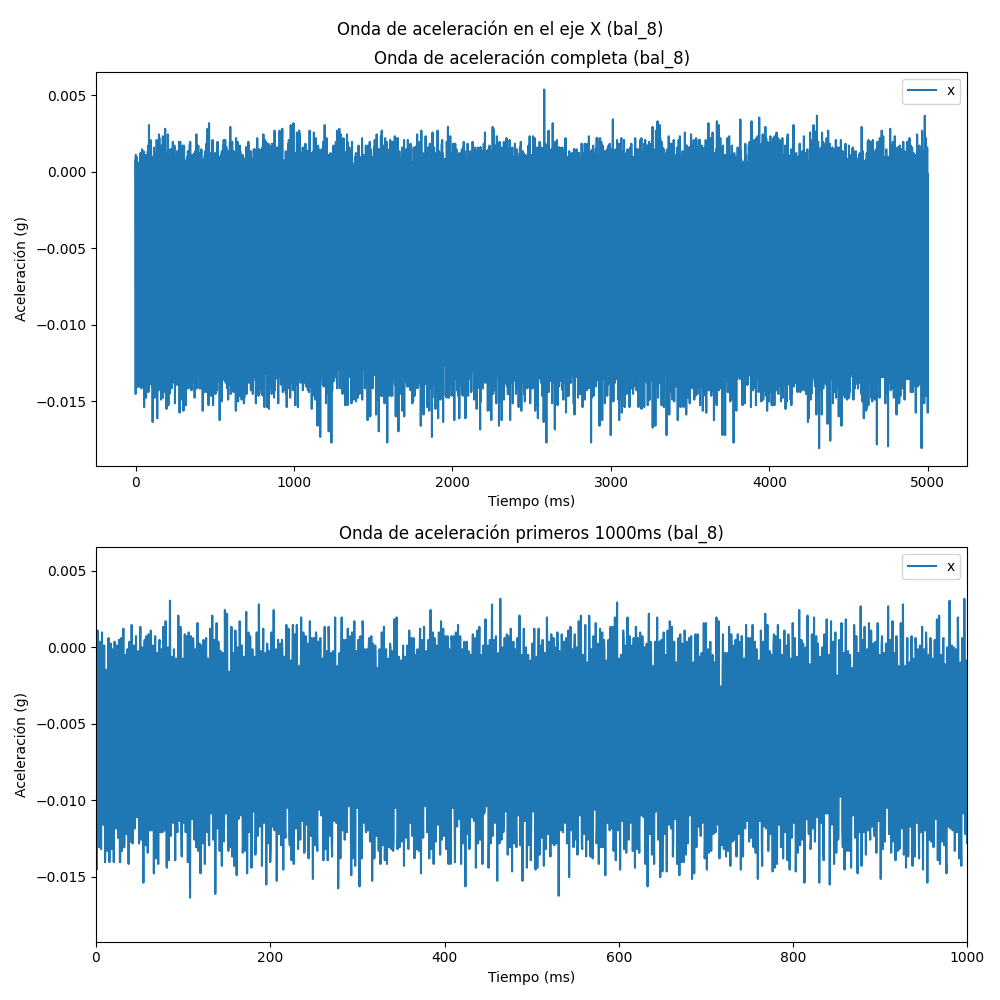 Onda de aceleración en el eje X (bal_8)
Onda de aceleración completa (bal_8)
x
0.005
0.000
−0.005
−0.010
−0.015
Aceleración (g)
0 1000 2000 3000 4000 5000
Tiempo (ms)
Onda de aceleración primeros 1000ms (bal_8)
x
0.005
0.000
−0.005
−0.010
−0.015
Aceleración (g)
0 200 400 600 800 1000
Tiempo (ms)